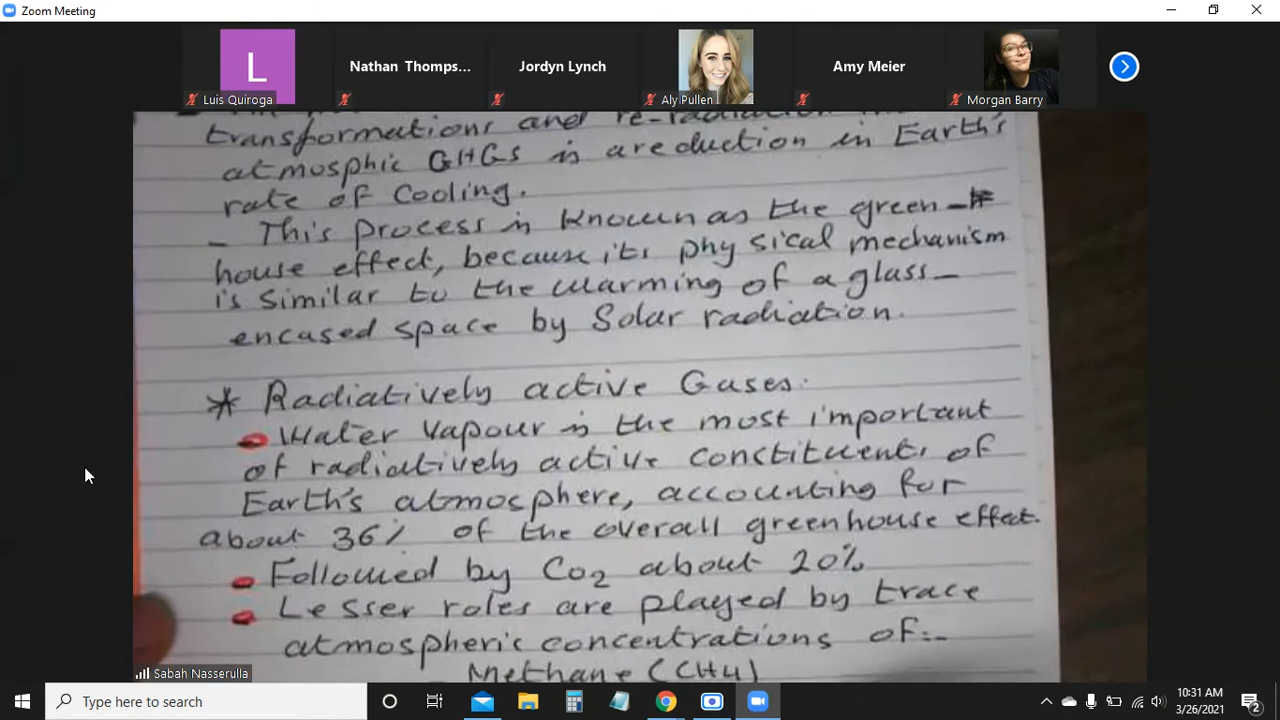 Zoom Meeting
L
Luis Quiroga
Nathan Thomps...
Jordyn Lynch
Aly Pullen
Amy Meier
Morgan Barry
transformations and re-radiation
atmosphic GHGs is a reduction in Earth's
rate of Cooling.
- This process is known as the green-
house effect, because its phy sical mechanism
is similar to the warming of a glass-
encased space by Solar radiation.
* Radiatively active Gases:
Water Vapour is the most important
of radiatively active constituents of
Earth's atmosphere, accounting for
about 36% of the overall greenhouse effect.
Followed by CO2 about 20%
Lesser roles are played by trace
atmospheric concentrations of:-
Methane (CH4)
Sabah Nasserulla
Type here to search
10:31 AM
3/26/2021
2